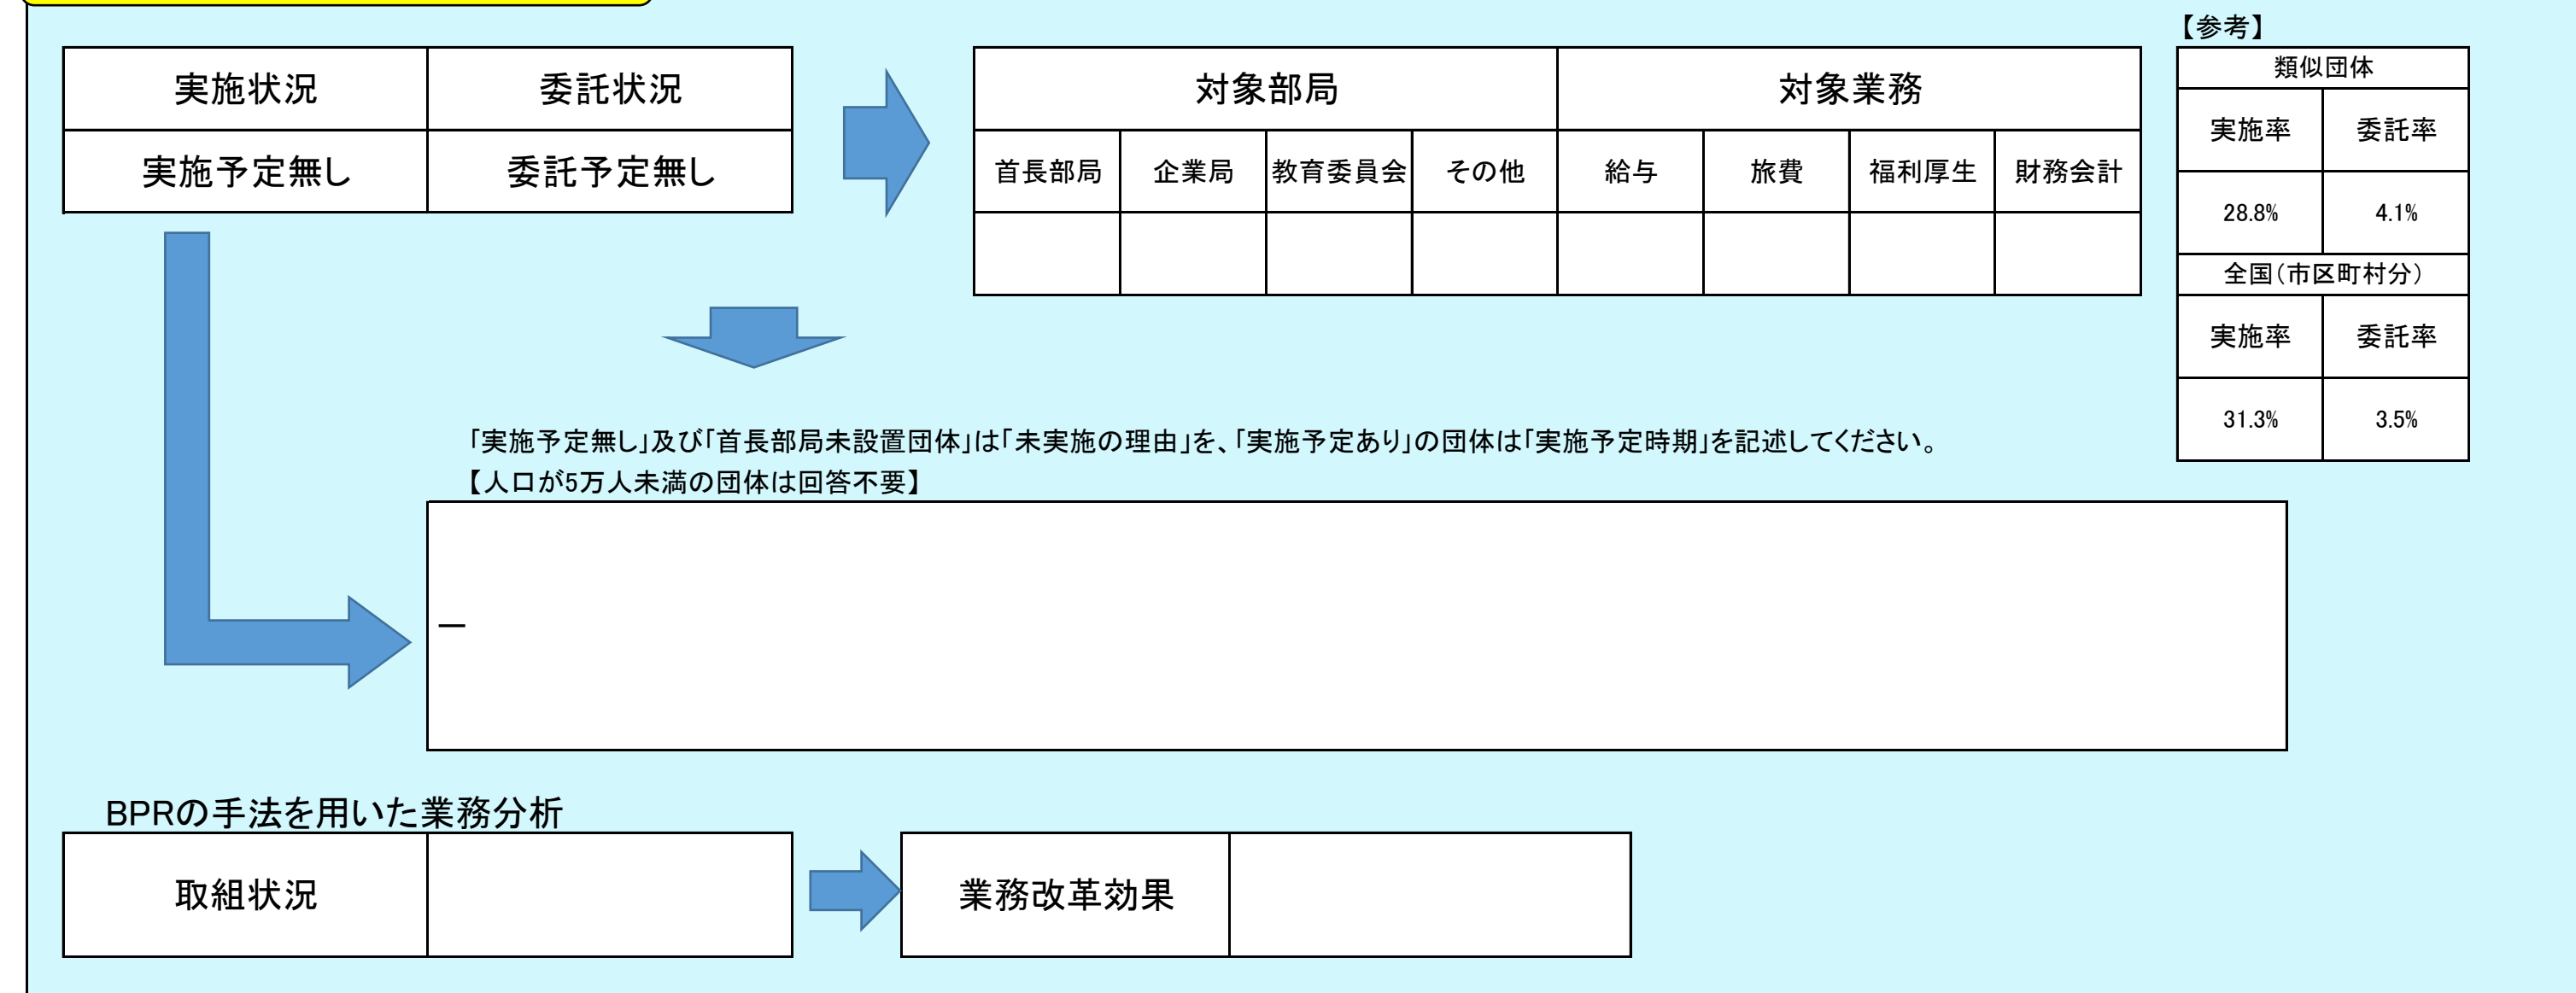 【参考】
実施状況 委託状況
実施予定無し 委託予定無し
対象部局 対象業務
首長部局 企業局 教育委員会 その他 給与 旅費 福利厚生 財務会計
類似団体
実施率 委託率
28.8% 4.1%
全国(市区町村分)
実施率 委託率
31.3% 3.5%
「実施予定無し」及び「首長部局未設置団体」は「未実施の理由」を、「実施予定あり」の団体は「実施予定時期」を記述してください。
【人口が5万人未満の団体は回答不要】
―
BPRの手法を用いた業務分析
取組状況
業務改革効果